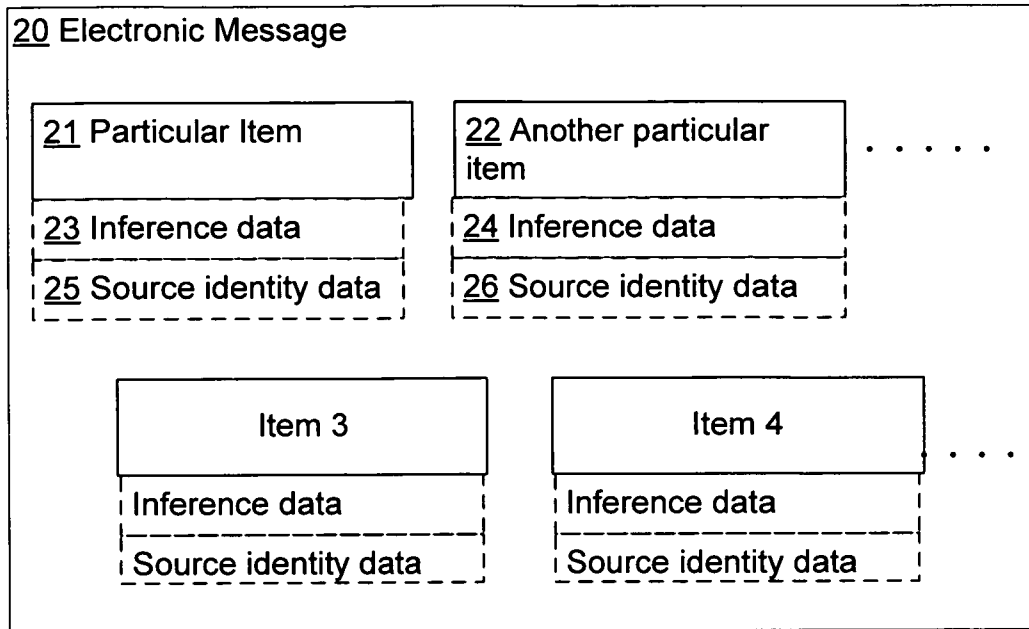 20 Electronic Message
21 Particular Item
22 Another particular
item
. . . . .
23 Inference data
24 Inference data
25 Source identity data
26 Source identity data
Item 3
Item 4
. . . .
Inference data
Inference data
Source identity data
Source identity data